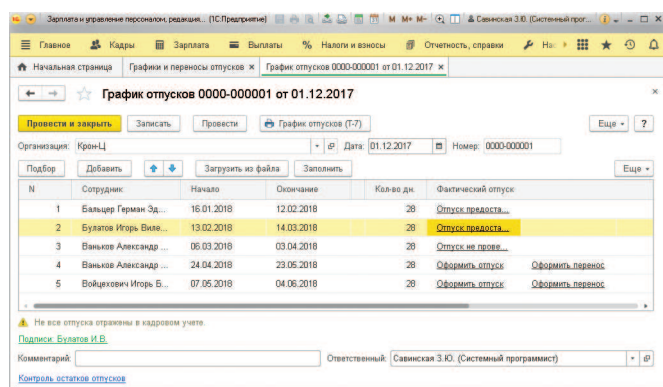 Зарплата и управление персоналом, редакция... (1С:Предприятие) M M+ M- Савинская З.Ю. (Системный прог...
Главное Кадры Зарплата Выплаты % Налоги и взносы Отчетность, справки
Начальная страница Графики и переносы отпусков × График отпусков 0000-000001 от 01.12.2017 ×
График отпусков 0000-000001 от 01.12.2017
Провести и закрыть Записать Провести График отпусков (Т-7) Еще ?
Организация: Крон-Ц Дата: 01.12.2017 Номер: 0000-000001
Подбор Добавить Загрузить из файла Заполнить Еще
N Сотрудник Начало Окончание Кол-во дн. Фактический отпуск
1 Бальцер Герман Эд... 16.01.2018 12.02.2018 28 Отпуск предоста...
2 Булатов Игорь Виле... 13.02.2018 14.03.2018 28 Отпуск предоста...
3 Ваньков Александр ... 06.03.2018 03.04.2018 28 Отпуск не прове...
4 Ваньков Александр ... 24.04.2018 23.05.2018 28 Оформить отпуск Оформить перенос
5 Войцехович Игорь Б... 07.05.2018 04.06.2018 28 Оформить отпуск Оформить перенос
Не все отпуска отражены в кадровом учете
Подписи: Булатов И.В.
Комментарий: Ответственный: Савинская З.Ю. (Системный программист)
Контроль остатков отпусков